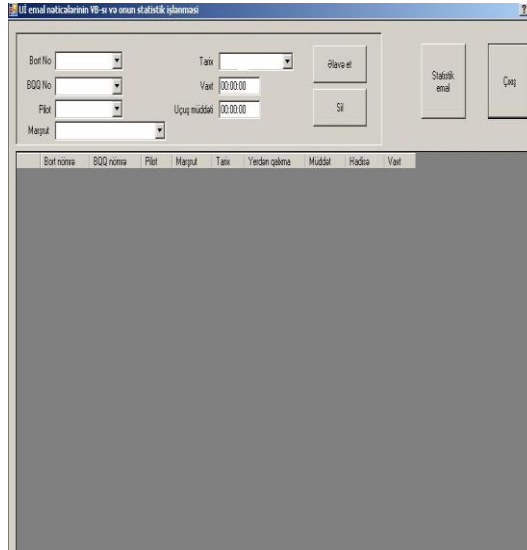 Uİ emal nəticələrinin VB-sı və onun statistik işlənməsi
Bort No
Tarix
Əlavə et
BQQ No
Vaxt 00:00:00
Statistik
emal
Çıxış
Pilot
Uçuş müddəti 00:00:00
Sil
Marşrut
Bort nömrə BQQ nömrə Pilot Marşrut Tarix Yerdən qalxma Müddət Hadisə Vaxt